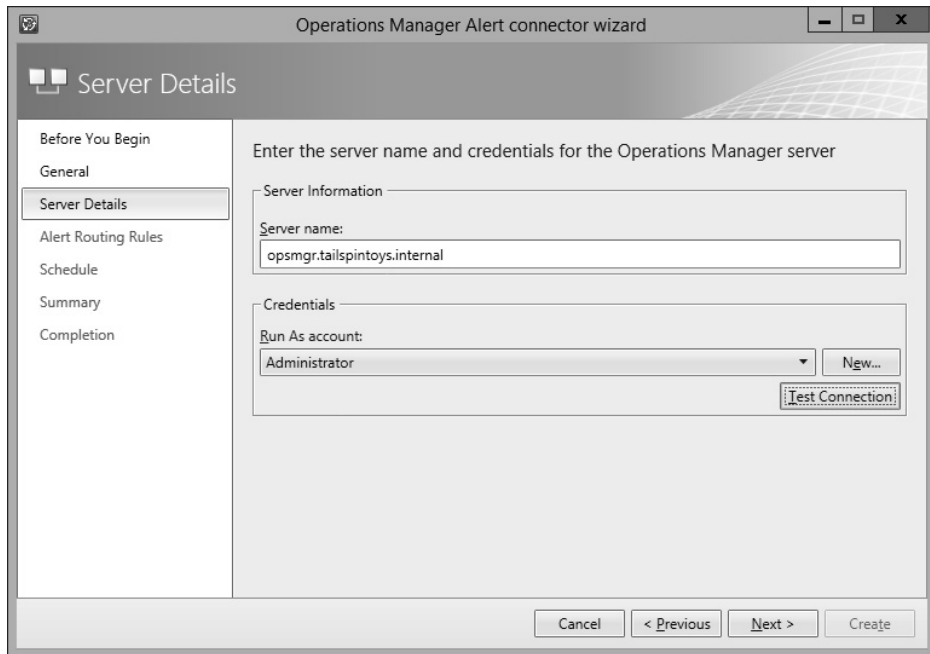 Operations Manager Alert connector wizard
Server Details
Before You Begin
General
Server Details
Alert Routing Rules
Schedule
Summary
Completion
Enter the server name and credentials for the Operations Manager server
Server Information
Server name:
opsmgr.tailspintoys.internal
Credentials
Run As account:
Administrator
New...
Test Connection
Cancel
< Previous
Next >
Create